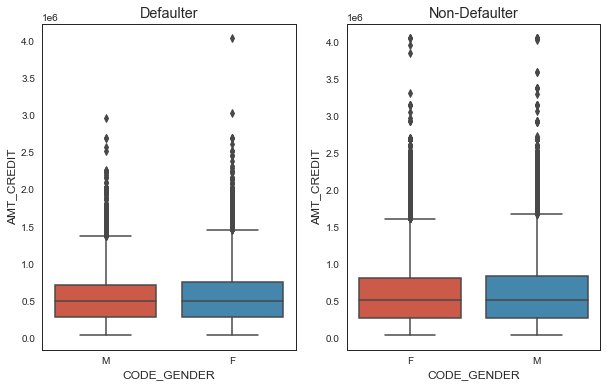 Defaulter
1e6
4.0
3.5
3.0
2.5
2.0
1.5
1.0
0.5
0.0
AMT_CREDIT
M F
CODE_GENDER
Non-Defaulter
1e6
4.0
3.5
3.0
2.5
2.0
1.5
1.0
0.5
0.0
AMT_CREDIT
F M
CODE_GENDER